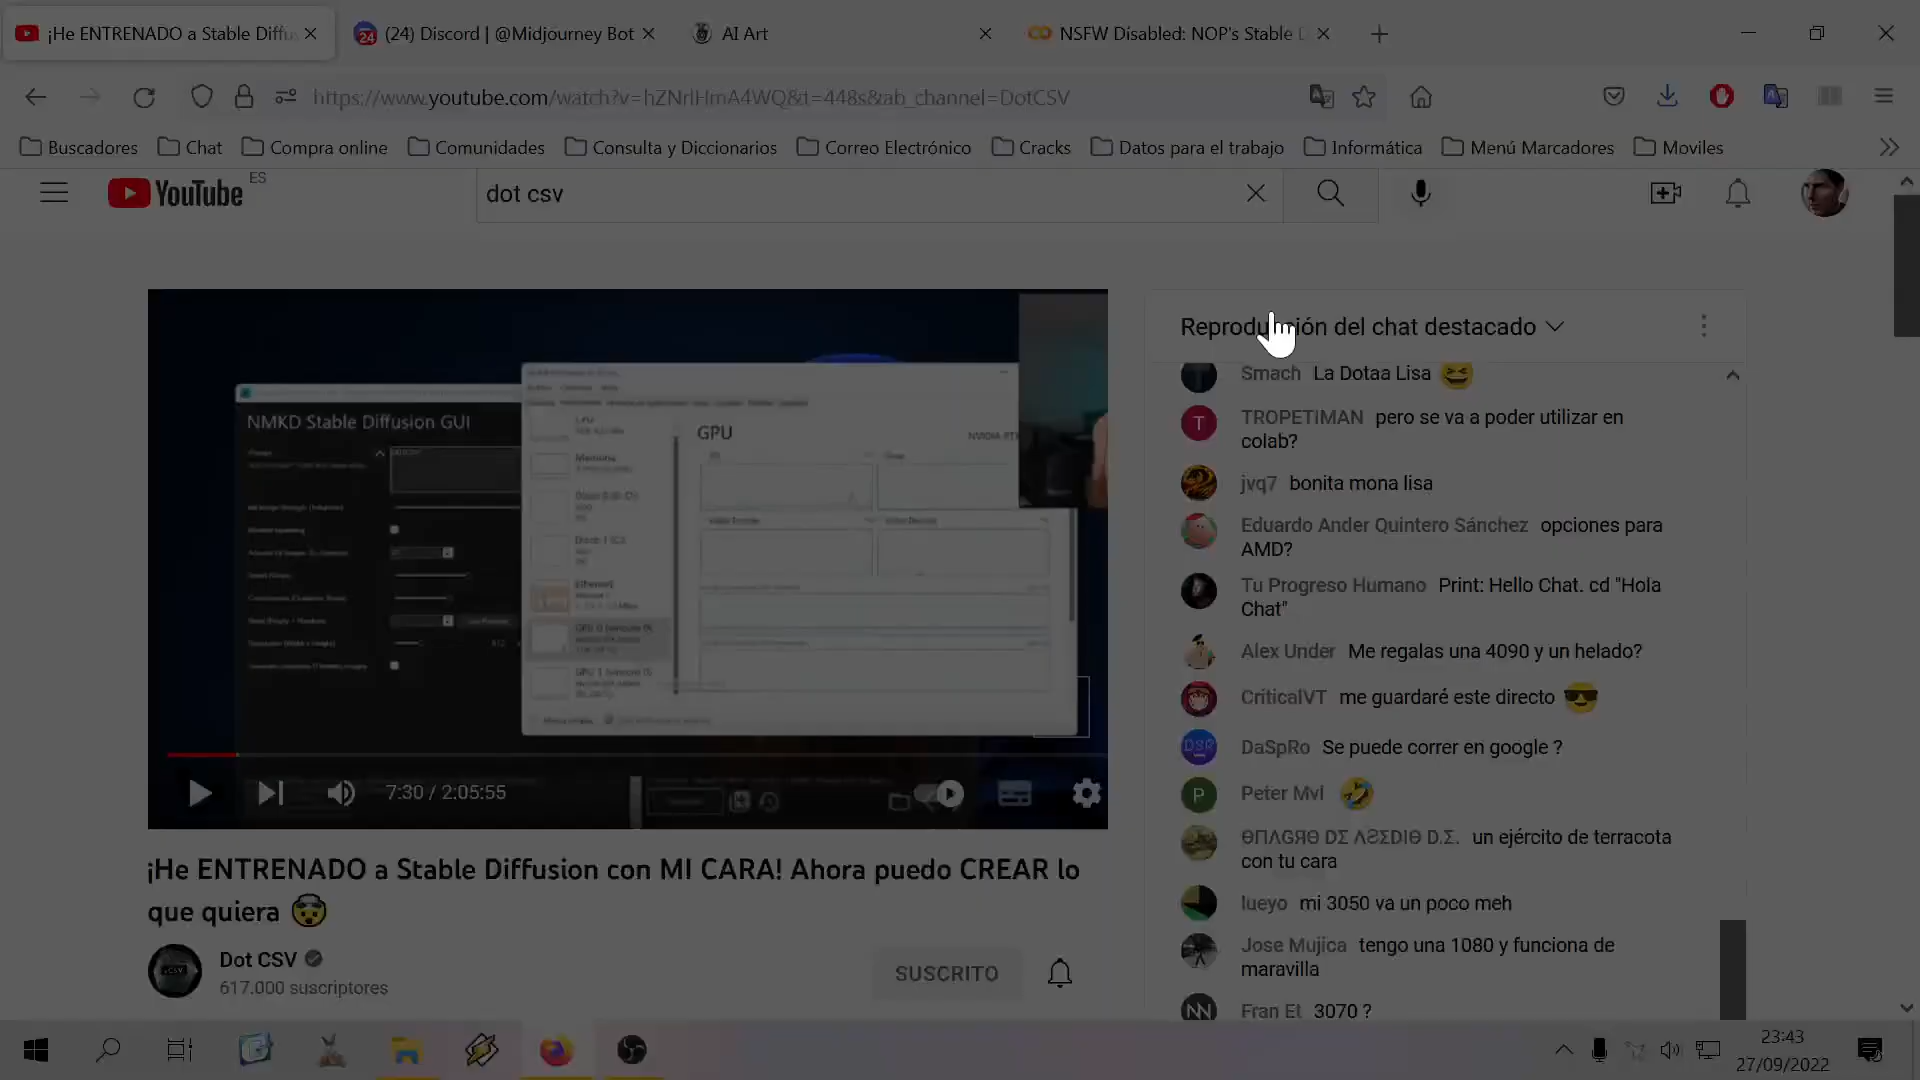 ¡He ENTRENADO a Stable Diffu
(24) Discord | @Midjourney Bot
AI Art
NSFW Disabled: NOP's Stable D
https://www.youtube.com/watch?v=hZNrIHmA4WQ&t=448s&ab_channel=DotCSV
Buscadores
Chat
Compra online
Comunidades
Consulta y Diccionarios
Correo Electrónico
Cracks
Datos para el trabajo
Informática
Menú Marcadores
Moviles
YouTube ES
dot csv
NMKD Stable Diffusion GUI
Memoria
Ethernet
GPU
7:30 / 2:05:55
¡He ENTRENADO a Stable Diffusion con MI CARA! Ahora puedo CREAR lo
que quiera 🤯
Dot CSV
617.000 suscriptores
SUSCRITO
Reproducción del chat destacado
Smach La Dotaa Lisa 😆
T TROPETIMAN pero se va a poder utilizar en
colab?
jvq7 bonita mona lisa
Eduardo Ander Quintero Sánchez opciones para
AMD?
Tu Progreso Humano Print: Hello Chat. cd "Hola
Chat"
Alex Under Me regalas una 4090 y un helado?
CriticalVT me guardaré este directo 😎
DSR DaSpRo Se puede correr en google ?
P Peter Mvl 🤣
ΘПΛGЯΘ DΣ ΛƧΣDIΘ D.Σ. un ejército de terracota
con tu cara
lueyo mi 3050 va un poco meh
Jose Mujica tengo una 1080 y funciona de
maravilla
Fran Et 3070 ?
23:43
27/09/2022